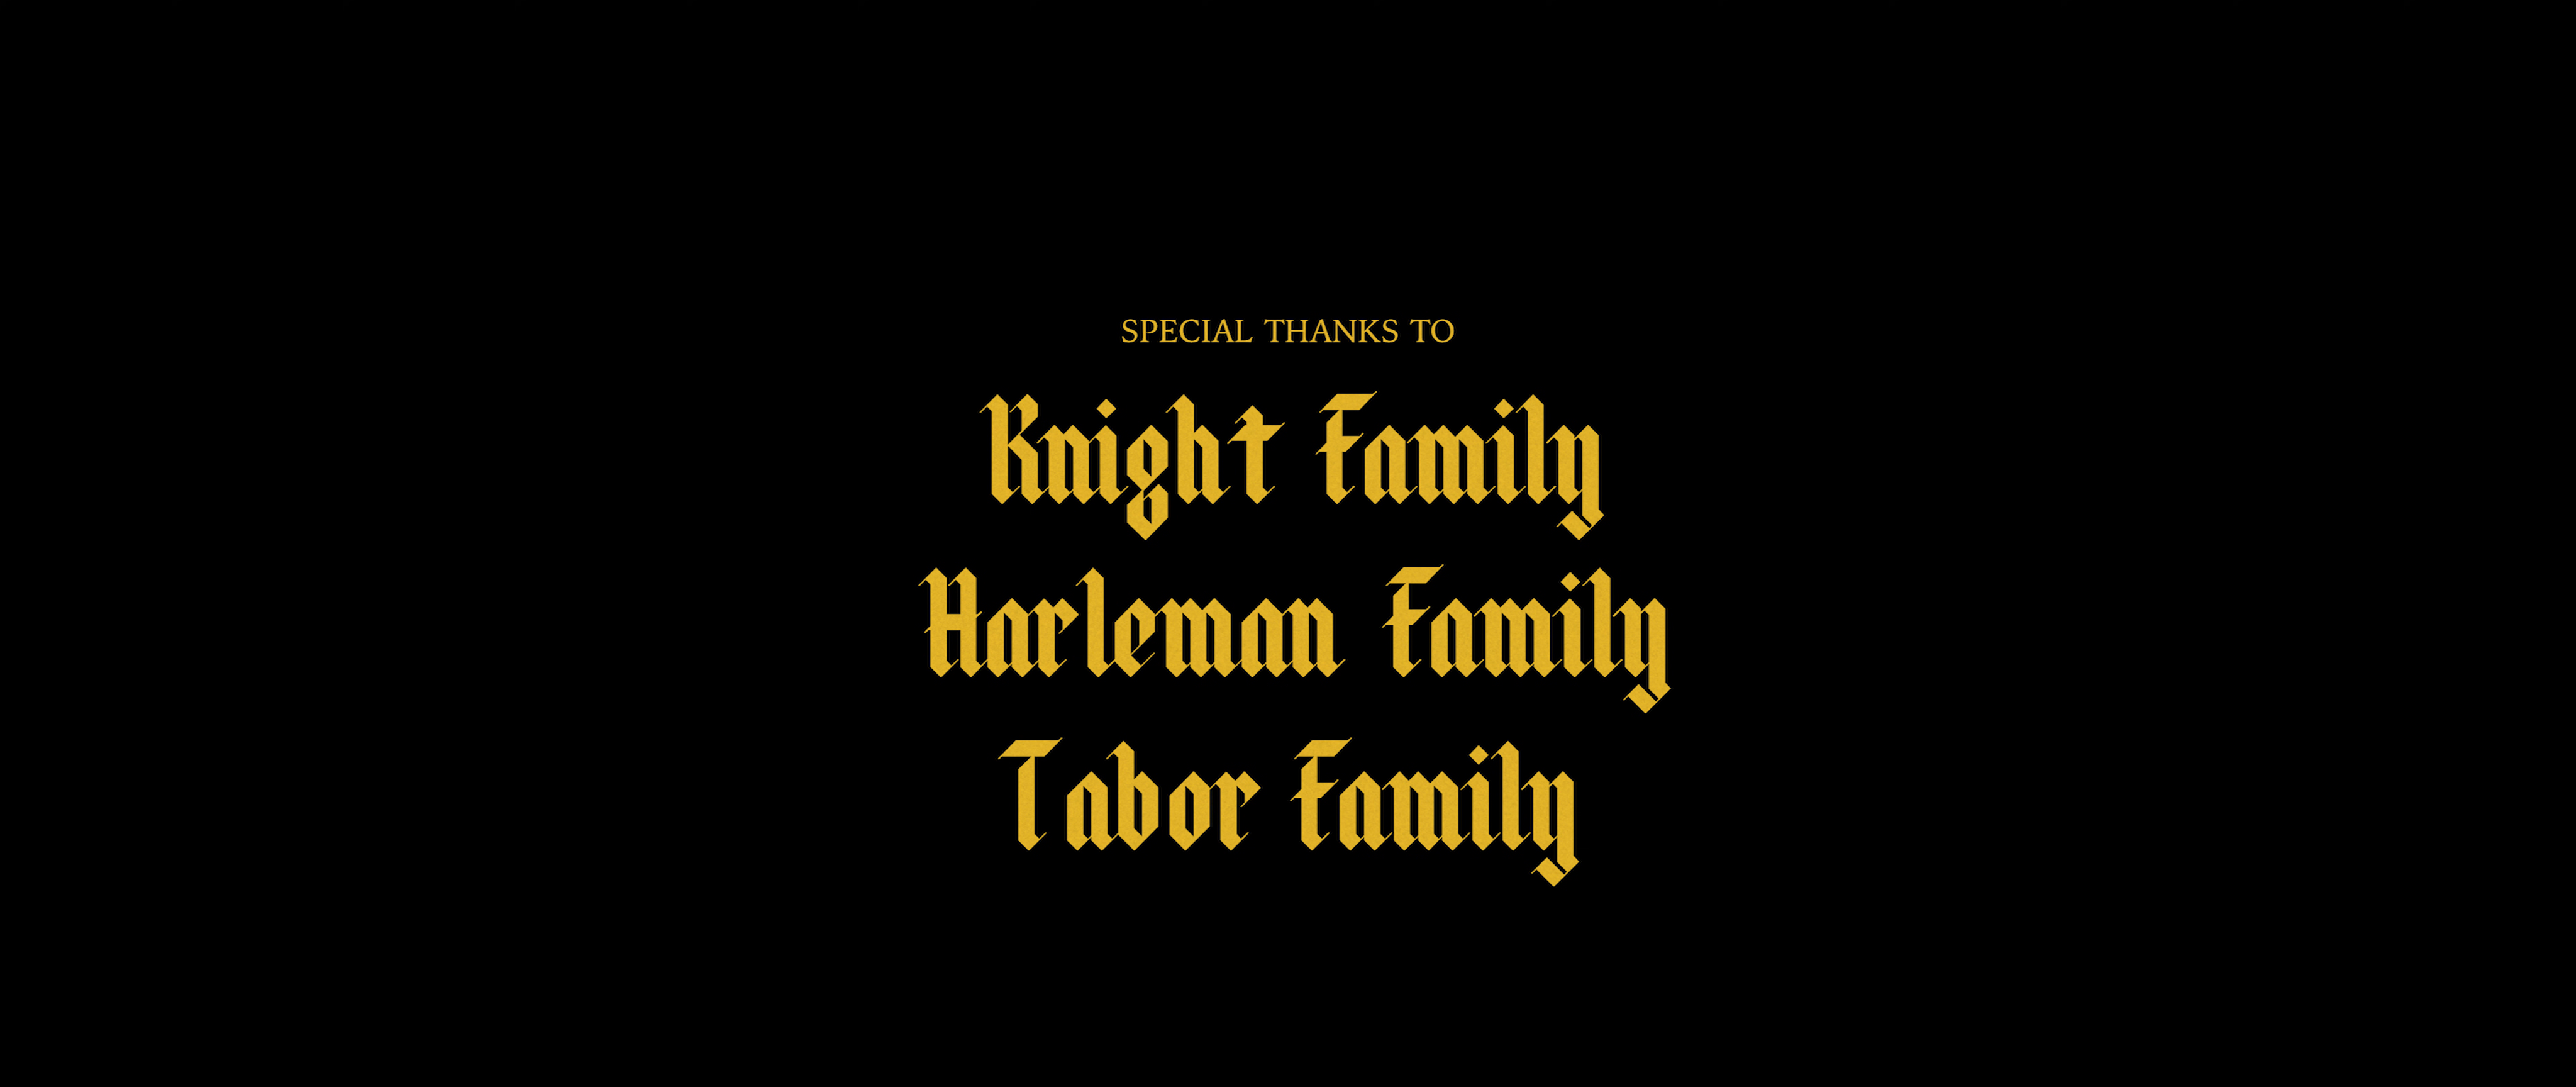 SPECIAL THANKS TO
Knight Family
Harleman Family
Tabor Family